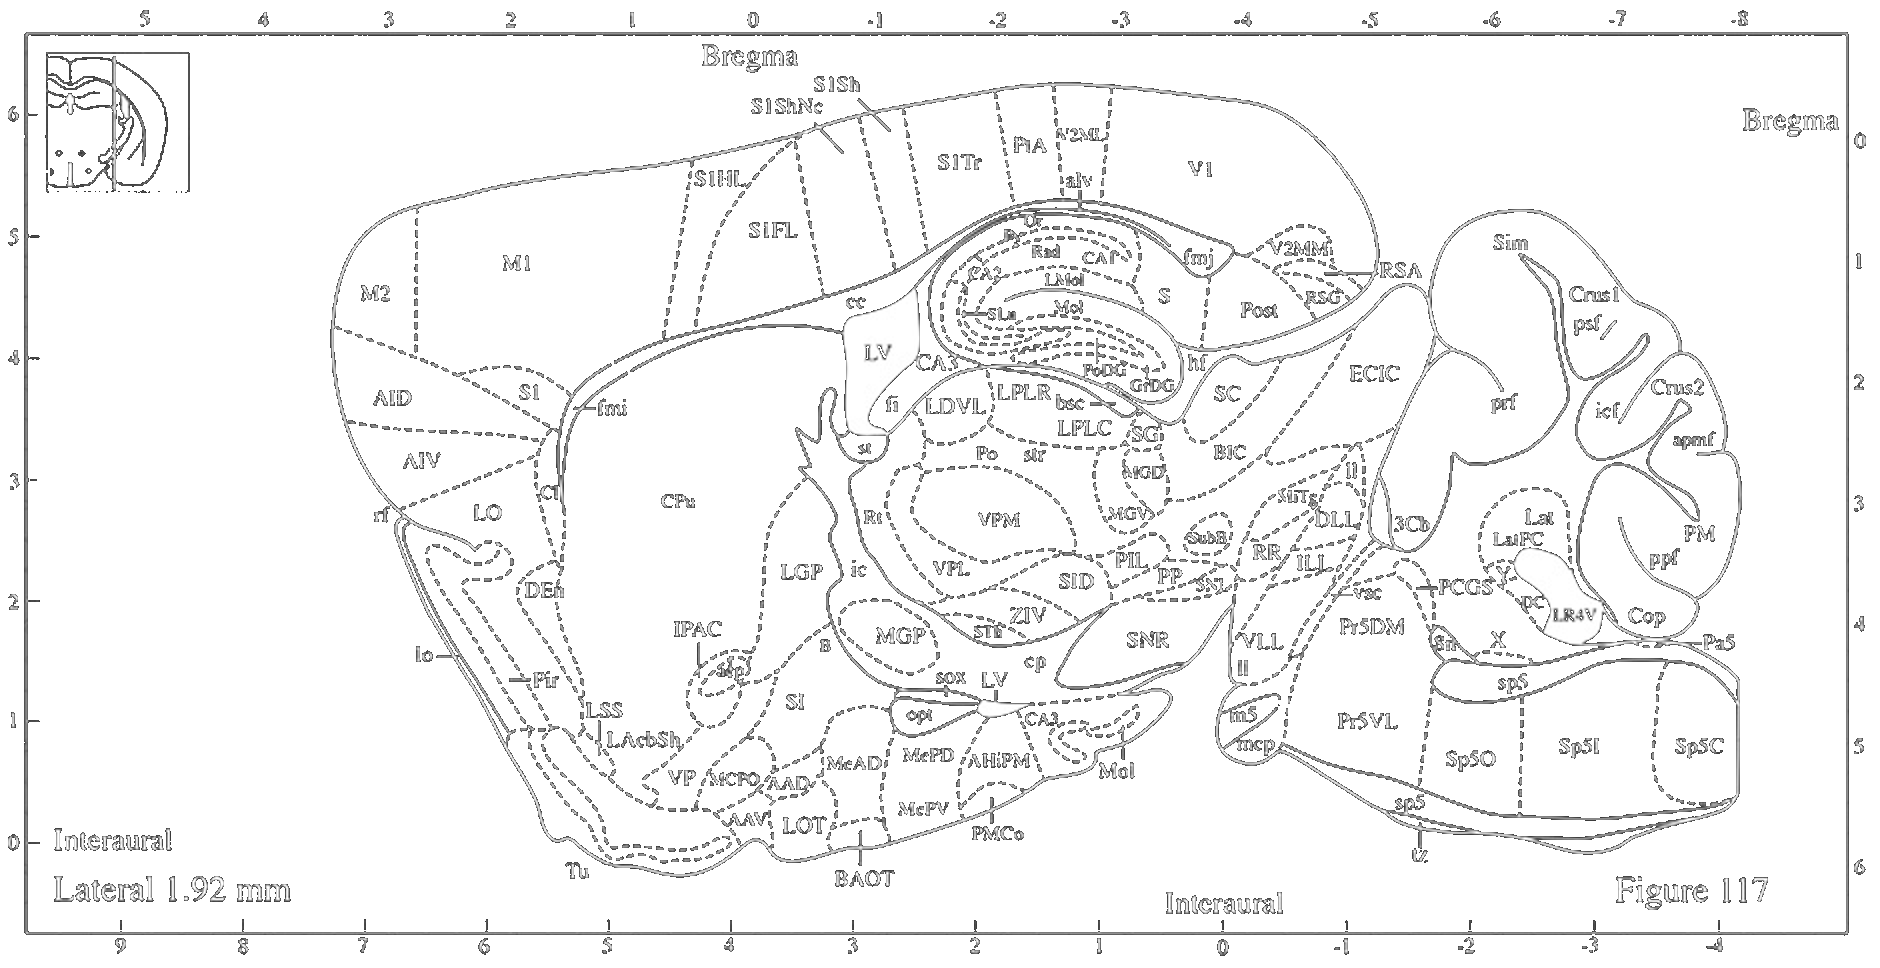 5 4 3 2 1 0 -1 -2 -3 -4 -5 -6 -7 -8
Bregma
S1Sh
S1ShNc
6
Bregma
0
PtA V2ML
S1Tr
V1
S1HL
alv
5
S1FL
Or
Py
Rad CA1
fmj V2MM
Sim
M1
CA2
LMol
RSA
1
M2
cc
S
RSG
Crus1
SLu
Mol
Post
psf
4
LV
CA3
PoDG
GrDG
hf
ECIC
2
AID
S1
fmi
fi
LDVL
LPLR
bsc
SC
prf
icf
Crus2
LPLC
SG
apmf
AIV
st
Po
str
BIC
3
MGD
ll
Cl
CPu
MiTg
3
rf
LO
Rt
VPM
MGV
DLL
3Cb
Lat
LatPC
PM
SubB
RR
ILL
PIL
ppf
LGP
ic
VPL
PP
SNL
Y
DEn
SID
vsc
PCGS
DC
2
ZIV
LR4V
Cop
IPAC
MGP
STh
Pr5DM
4
B
SNR
VLL
8n
X
Pa5
lo
cp
ll
Pir
sox
LV
sp5
SI
LSS
1
opt
CA3
m5
Pr5VL
LAcbSh
mcp
5
MePD
Sp5O
Sp5I
Sp5C
VP
MCPO
AAD
MeAD
AHiPM
Mol
MePV
sp5
AAV
LOT
PMCo
0
Interaural
tz
Tu
BAOT
6
Lateral 1.92 mm
Interaural
Figure 117
9 8 7 6 5 4 3 2 1 0 -1 -2 -3 -4